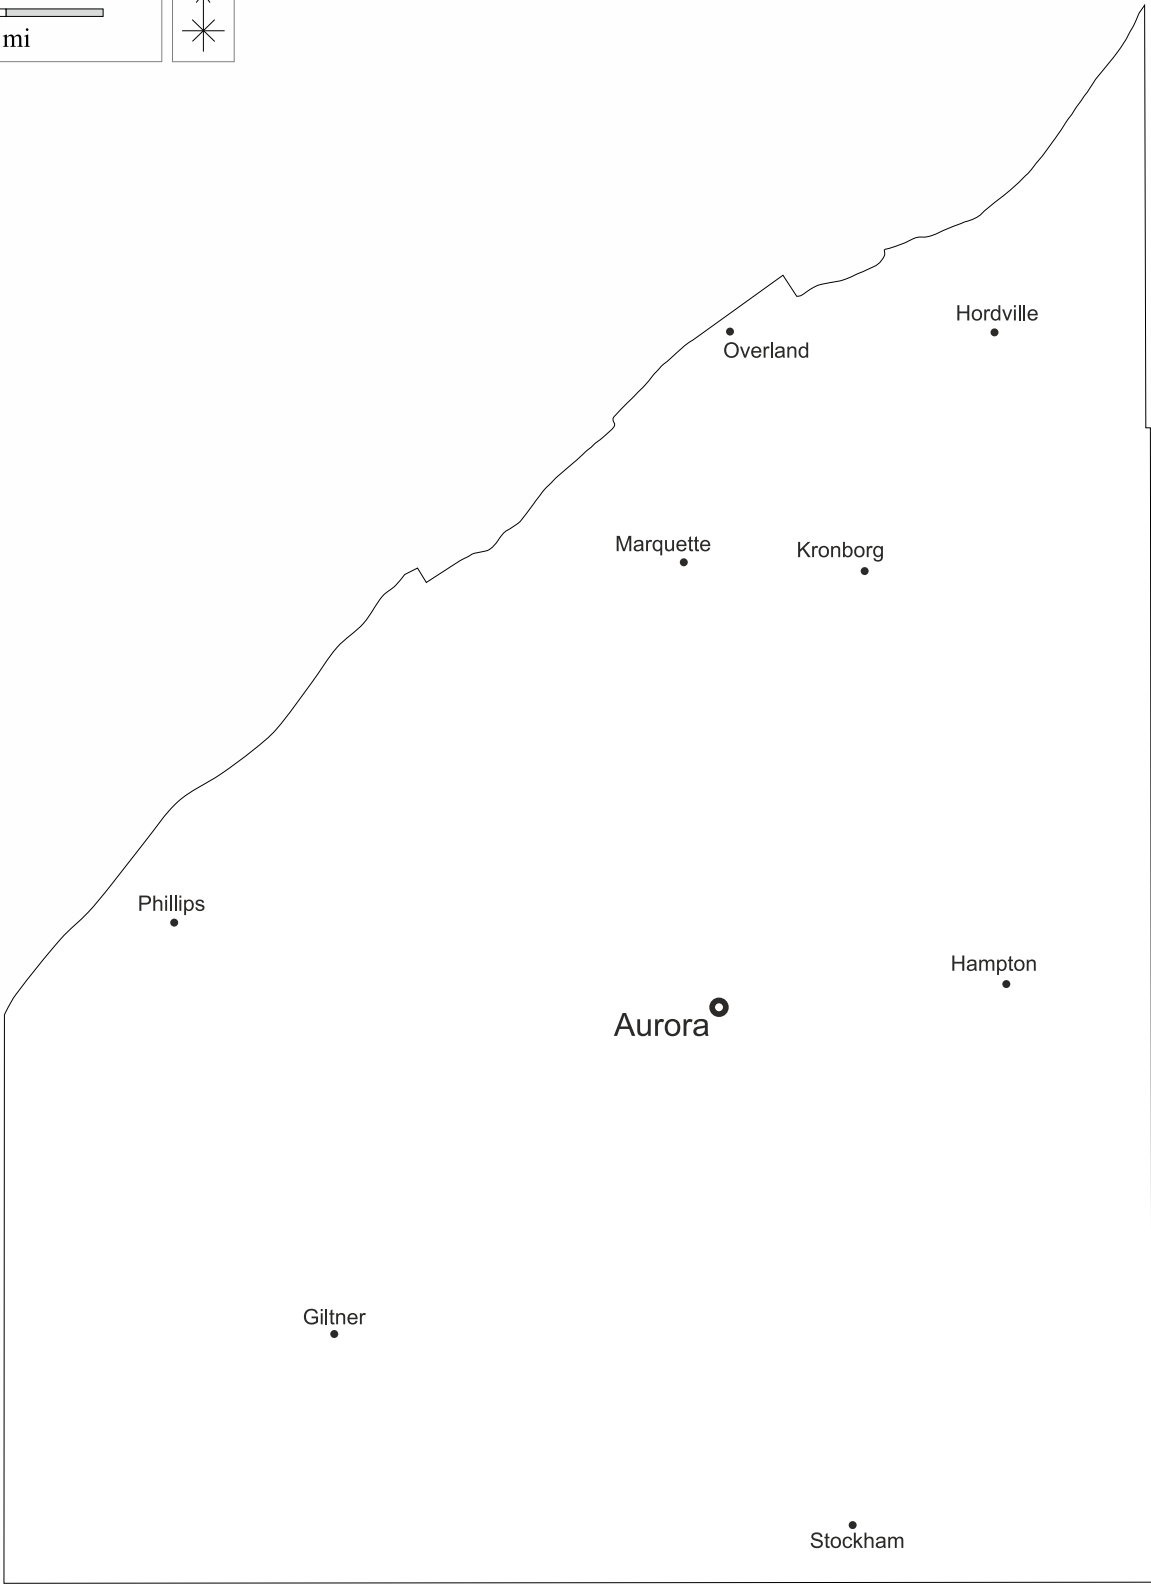 mi
Hordville
Overland
Marquette
Kronborg
Phillips
Hampton
Aurora
Giltner
Stockham